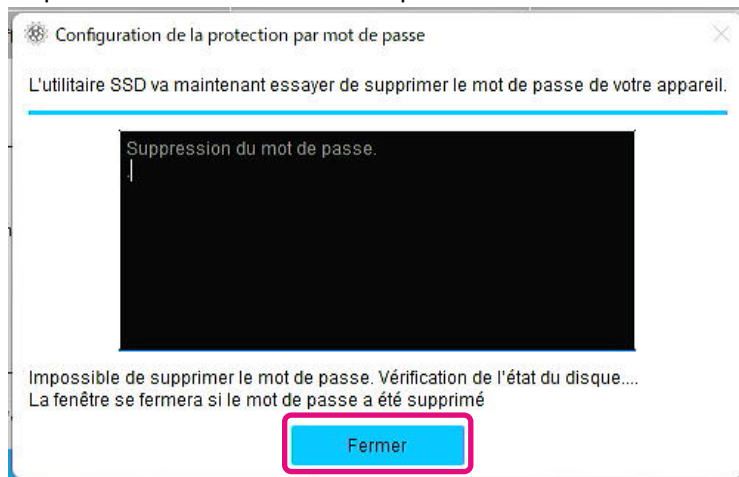 Configuration de la protection par mot de passe
L'utilitaire SSD va maintenant essayer de supprimer le mot de passe de votre appareil.
Suppression du mot de passe.
.
Impossible de supprimer le mot de passe. Vérification de l'état du disque....
La fenêtre se fermera si le mot de passe a été supprimé
Fermer